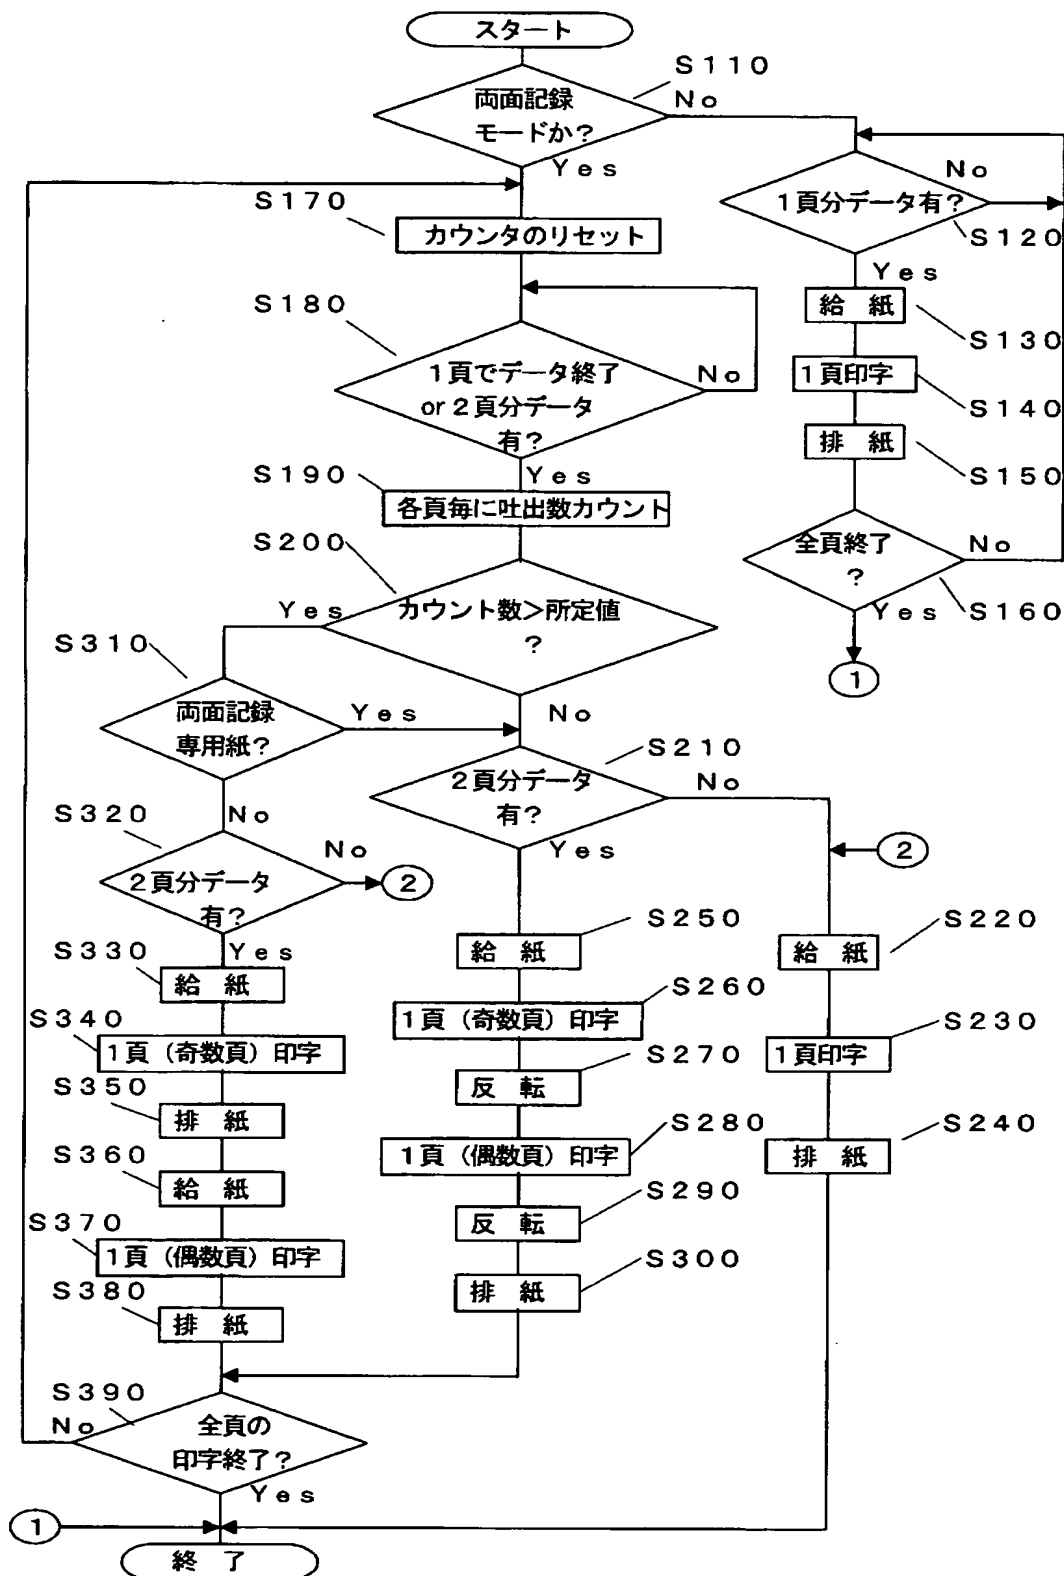 スタート
S110
両面記録
モードか?
No
Yes
No
1頁分データ有?
S120
Yes
S170
カウンタのリセット
給 紙
S130
S180
1頁でデータ終了
or 2頁分データ
有?
No
1頁印字
S140
排 紙
S150
Yes
S190
各頁毎に吐出数カウント
S200
全頁終了
?
No
S160
Yes
①
カウント数>所定値
?
Yes
No
S310
両面記録
専用紙?
Yes
No
S210
2頁分データ
有?
No
Yes
②
S320
2頁分データ
有?
No
②
Yes
S330
給 紙
S340
1頁(奇数頁)印字
S350
排 紙
S360
給 紙
S370
1頁(偶数頁)印字
S380
排 紙
S250
給 紙
S260
1頁(奇数頁)印字
S270
反 転
S280
1頁(偶数頁)印字
S290
反 転
S300
排 紙
S220
給 紙
S230
1頁印字
S240
排 紙
S390
No
全頁の
印字終了?
Yes
①
終 了